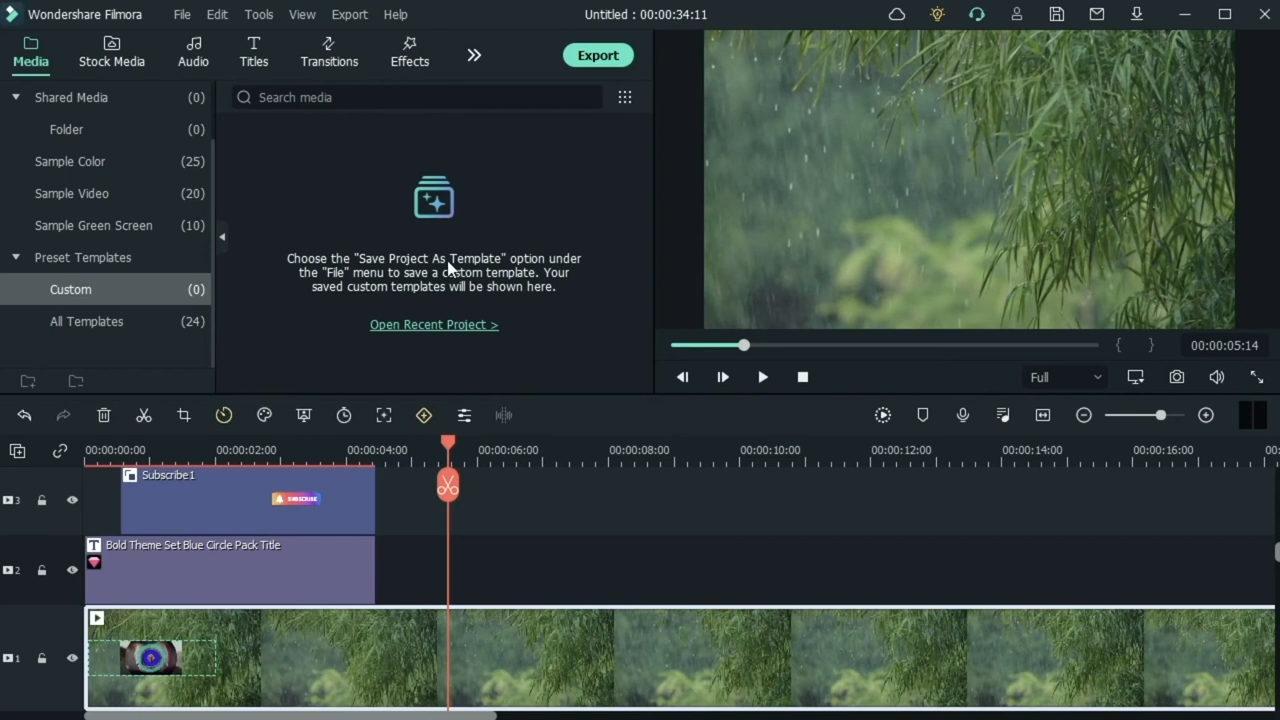 Wondershare Filmora
File Edit Tools View Export Help
Untitled : 00:00:34:11
Media
Stock Media
Audio
Titles
Transitions
Effects
Export
Shared Media (0)
Folder (0)
Sample Color (25)
Sample Video (20)
Sample Green Screen (10)
Preset Templates
Custom (0)
All Templates (24)
Search media
Choose the "Save Project As Template" option under
the "File" menu to save a custom template. Your
saved custom templates will be shown here.
Open Recent Project >
{ }
00:00:05:14
Full
00:00:00:00 00:00:02:00 00:00:04:00 00:00:06:00 00:00:08:00 00:00:10:00 00:00:12:00 00:00:14:00 00:00:16:00 00:
3
Subscribe1
SUBSCRIBE
2
T Bold Theme Set Blue Circle Pack Title
1